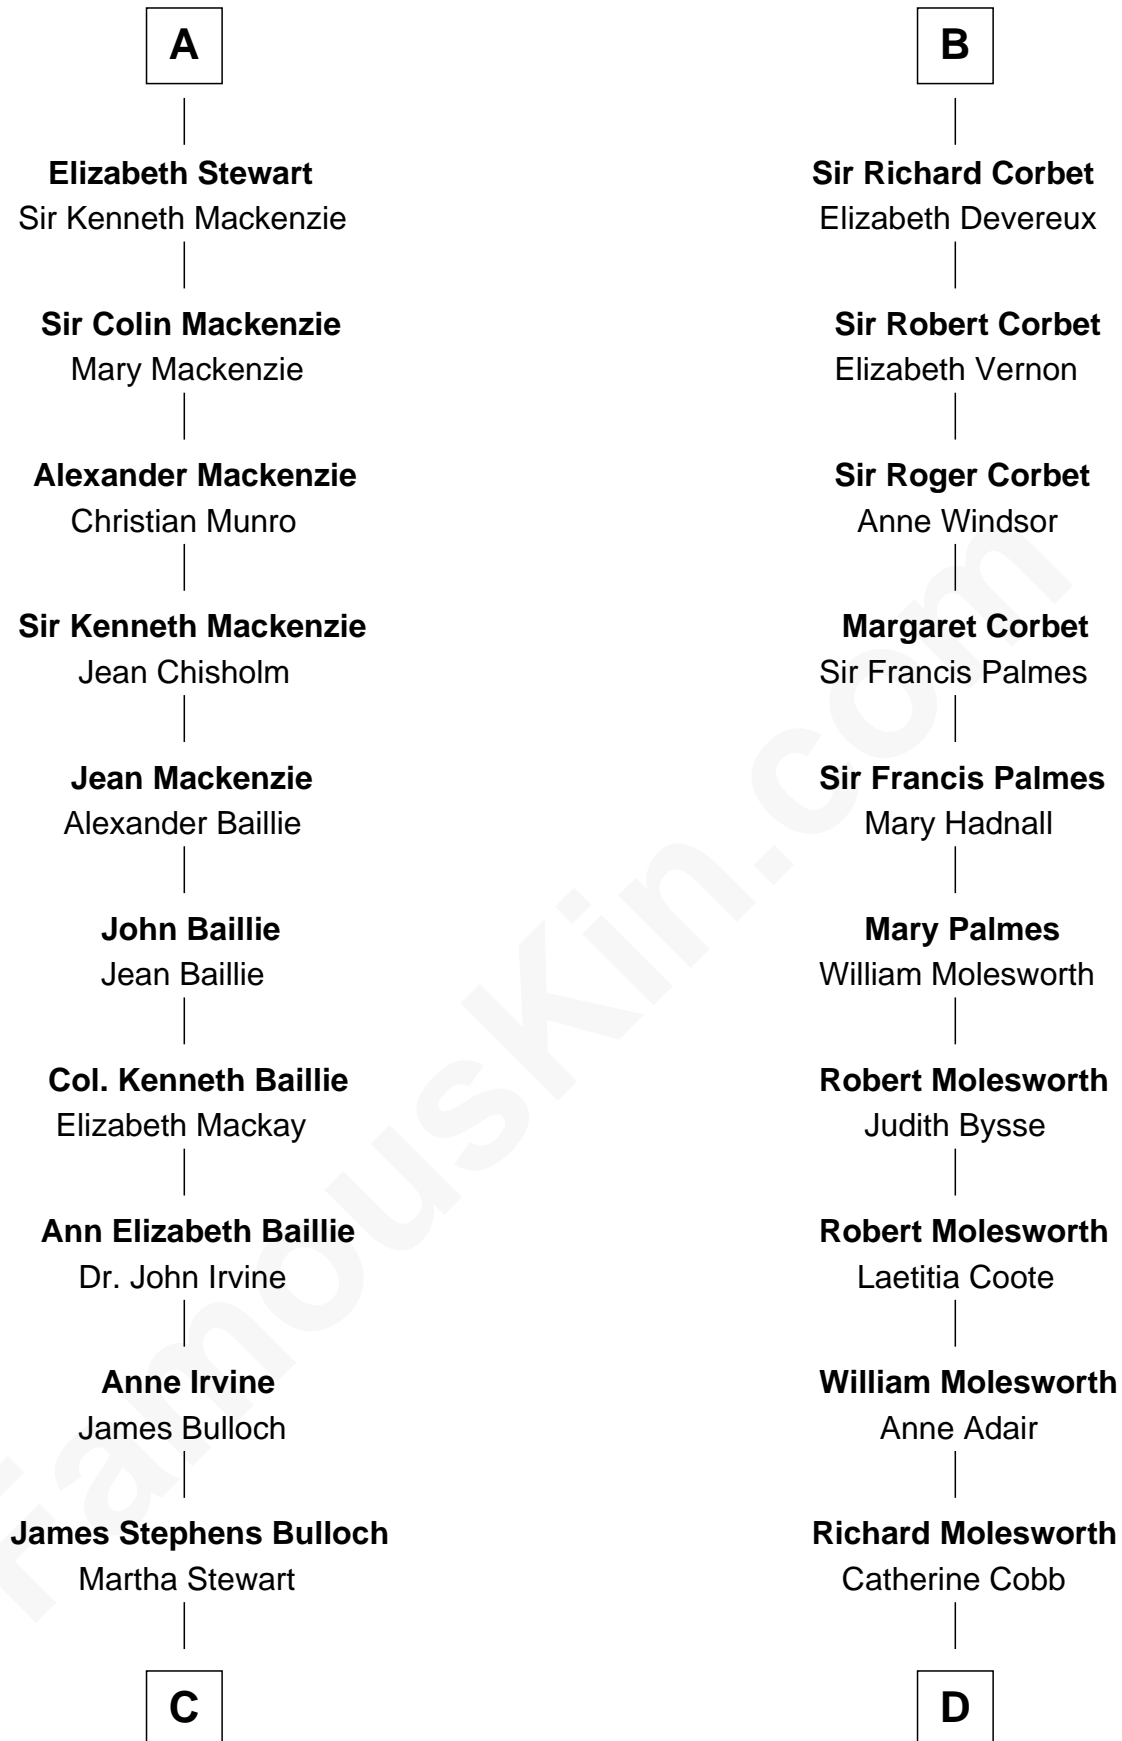 A
Elizabeth Stewart
Sir Kenneth Mackenzie
Sir Colin Mackenzie
Mary Mackenzie
Alexander Mackenzie
Christian Munro
Sir Kenneth Mackenzie
Jean Chisholm
Jean Mackenzie
Alexander Baillie
John Baillie
Jean Baillie
Col. Kenneth Baillie
Elizabeth Mackay
Ann Elizabeth Baillie
Dr. John Irvine
Anne Irvine
James Bulloch
James Stephens Bulloch
Martha Stewart
C
B
Sir Richard Corbet
Elizabeth Devereux
Sir Robert Corbet
Elizabeth Vernon
Sir Roger Corbet
Anne Windsor
Margaret Corbet
Sir Francis Palmes
Sir Francis Palmes
Mary Hadnall
Mary Palmes
William Molesworth
Robert Molesworth
Judith Bysse
Robert Molesworth
Laetitia Coote
William Molesworth
Anne Adair
Richard Molesworth
Catherine Cobb
D
FamousKin.com